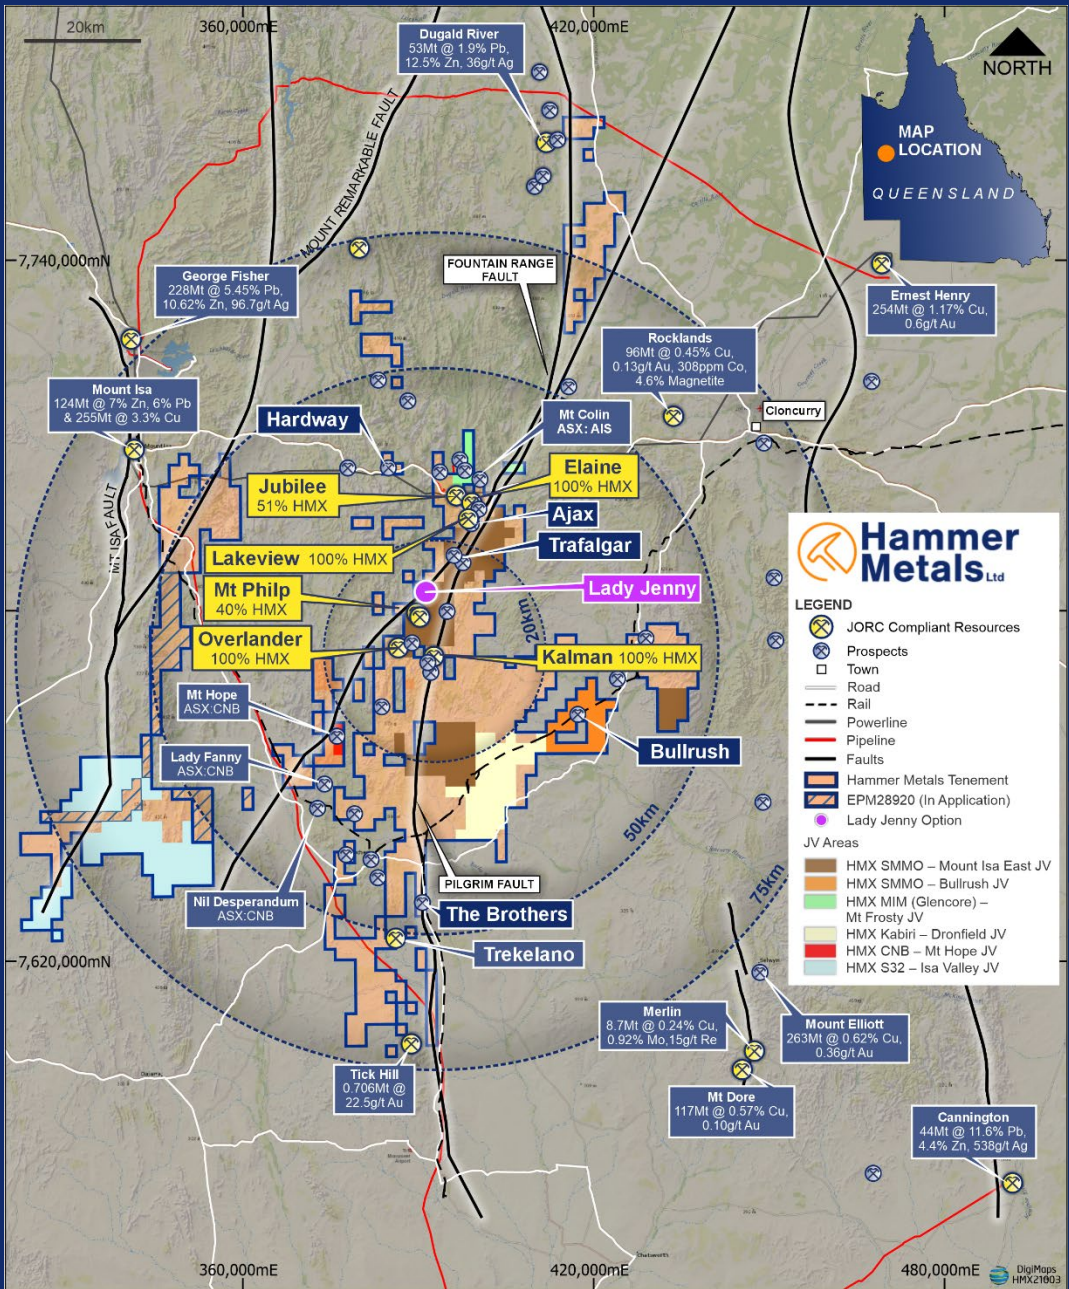 20km
360,000mE
420,000mE
NORTH
Dugald River
53Mt @ 1.9% Pb,
12.5% Zn, 36g/t Ag
MAP
LOCATION
QUEENSLAND
MOUNT REMARKABLE FAULT
7,740,000mN
FOUNTAIN RANGE
FAULT
George Fisher
228Mt @ 5.45% Pb,
10.62% Zn, 96.7g/t Ag
Ernest Henry
254Mt @ 1.17% Cu,
0.6g/t Au
Rocklands
96Mt @ 0.45% Cu,
0.13g/t Au, 308ppm Co,
4.6% Magnetite
Mount Isa
124Mt @ 7% Zn, 6% Pb
& 255Mt @ 3.3% Cu
Hardway
Mt Colin
ASX: AIS
Cloncurry
Jubilee
51% HMX
Elaine
100% HMX
Ajax
MT ISA FAULT
Lakeview 100% HMX
Trafalgar
Mt Philp
40% HMX
Lady Jenny
20km
Overlander
100% HMX
Kalman 100% HMX
Mt Hope
ASX:CNB
Bullrush
Lady Fanny
ASX:CNB
50km
75km
PILGRIM FAULT
Nil Desperandum
ASX:CNB
The Brothers
Trekelano
7,620,000mN
Hammer
Metals Ltd
LEGEND
JORC Compliant Resources
Prospects
Town
Road
Rail
Powerline
Pipeline
Faults
Hammer Metals Tenement
EPM28920 (In Application)
Lady Jenny Option
JV Areas
HMX SMMO – Mount Isa East JV
HMX SMMO – Bullrush JV
HMX MIM (Glencore) –
Mt Frosty JV
HMX Kabiri – Dronfield JV
HMX CNB – Mt Hope JV
HMX S32 – Isa Valley JV
Merlin
8.7Mt @ 0.24% Cu,
0.92% Mo,15g/t Re
Mount Elliott
263Mt @ 0.62% Cu,
0.36g/t Au
Tick Hill
0.706Mt @
22.5g/t Au
Mt Dore
117Mt @ 0.57% Cu,
0.10g/t Au
Cannington
44Mt @ 11.6% Pb,
4.4% Zn, 538g/t Ag
360,000mE
420,000mE
480,000mE
DigiMaps
HMX21003